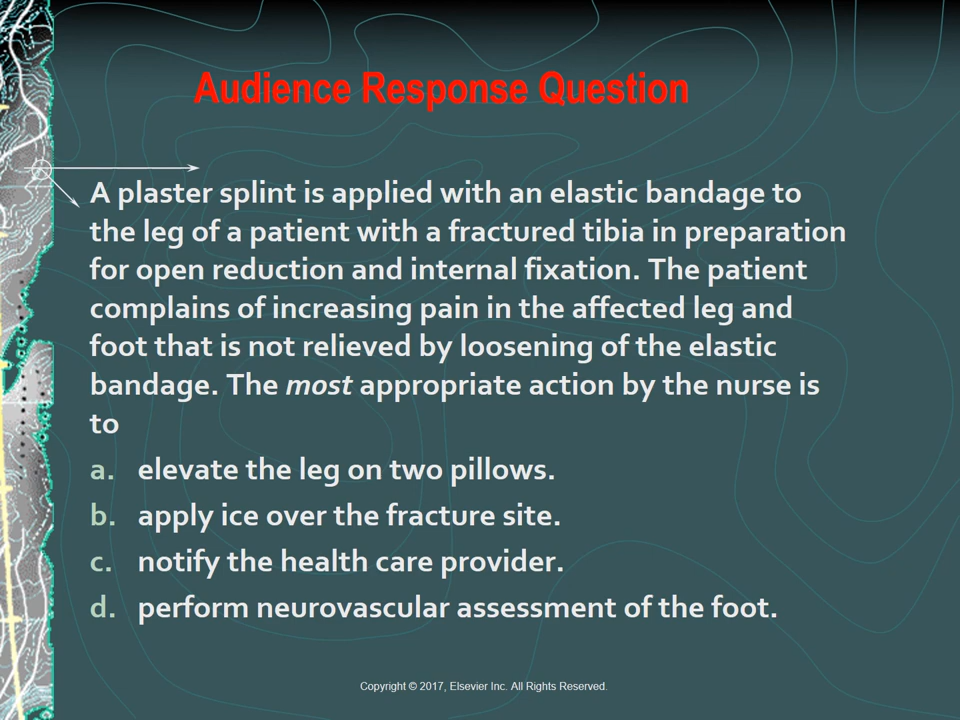 Audience Response Question
A plaster splint is applied with an elastic bandage to
the leg of a patient with a fractured tibia in preparation
for open reduction and internal fixation. The patient
complains of increasing pain in the affected leg and
foot that is not relieved by loosening of the elastic
bandage. The most appropriate action by the nurse is
to
a. elevate the leg on two pillows.
b. apply ice over the fracture site.
c. notify the health care provider.
d. perform neurovascular assessment of the foot.
Copyright © 2017, Elsevier Inc. All Rights Reserved.